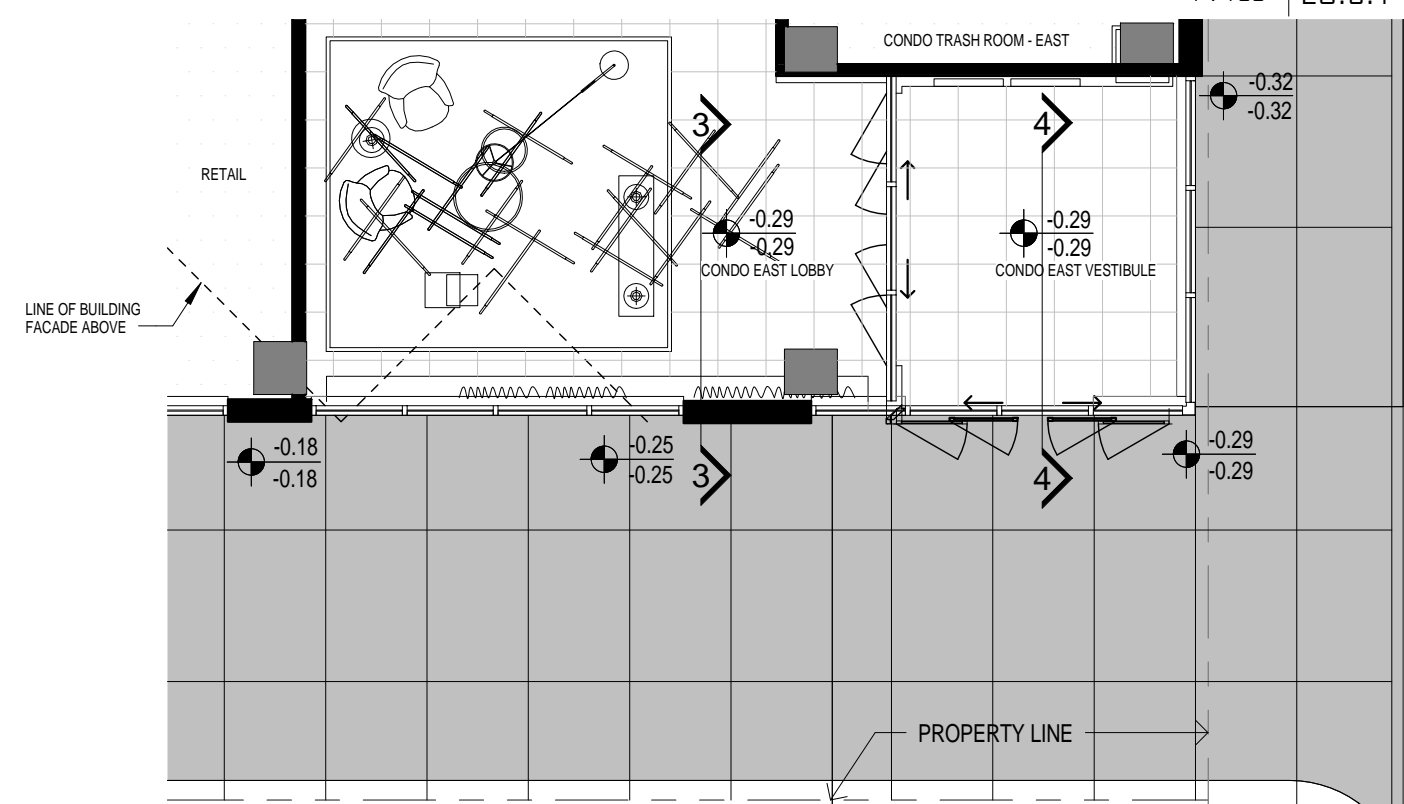 CONDO TRASH ROOM - EAST
-0.32
-0.32
3
4
RETAIL
-0.29
-0.29
CONDO EAST LOBBY
-0.29
-0.29
CONDO EAST VESTIBULE
LINE OF BUILDING
FACADE ABOVE
-0.18
-0.18
-0.25
-0.25
3
4
-0.29
-0.29
PROPERTY LINE